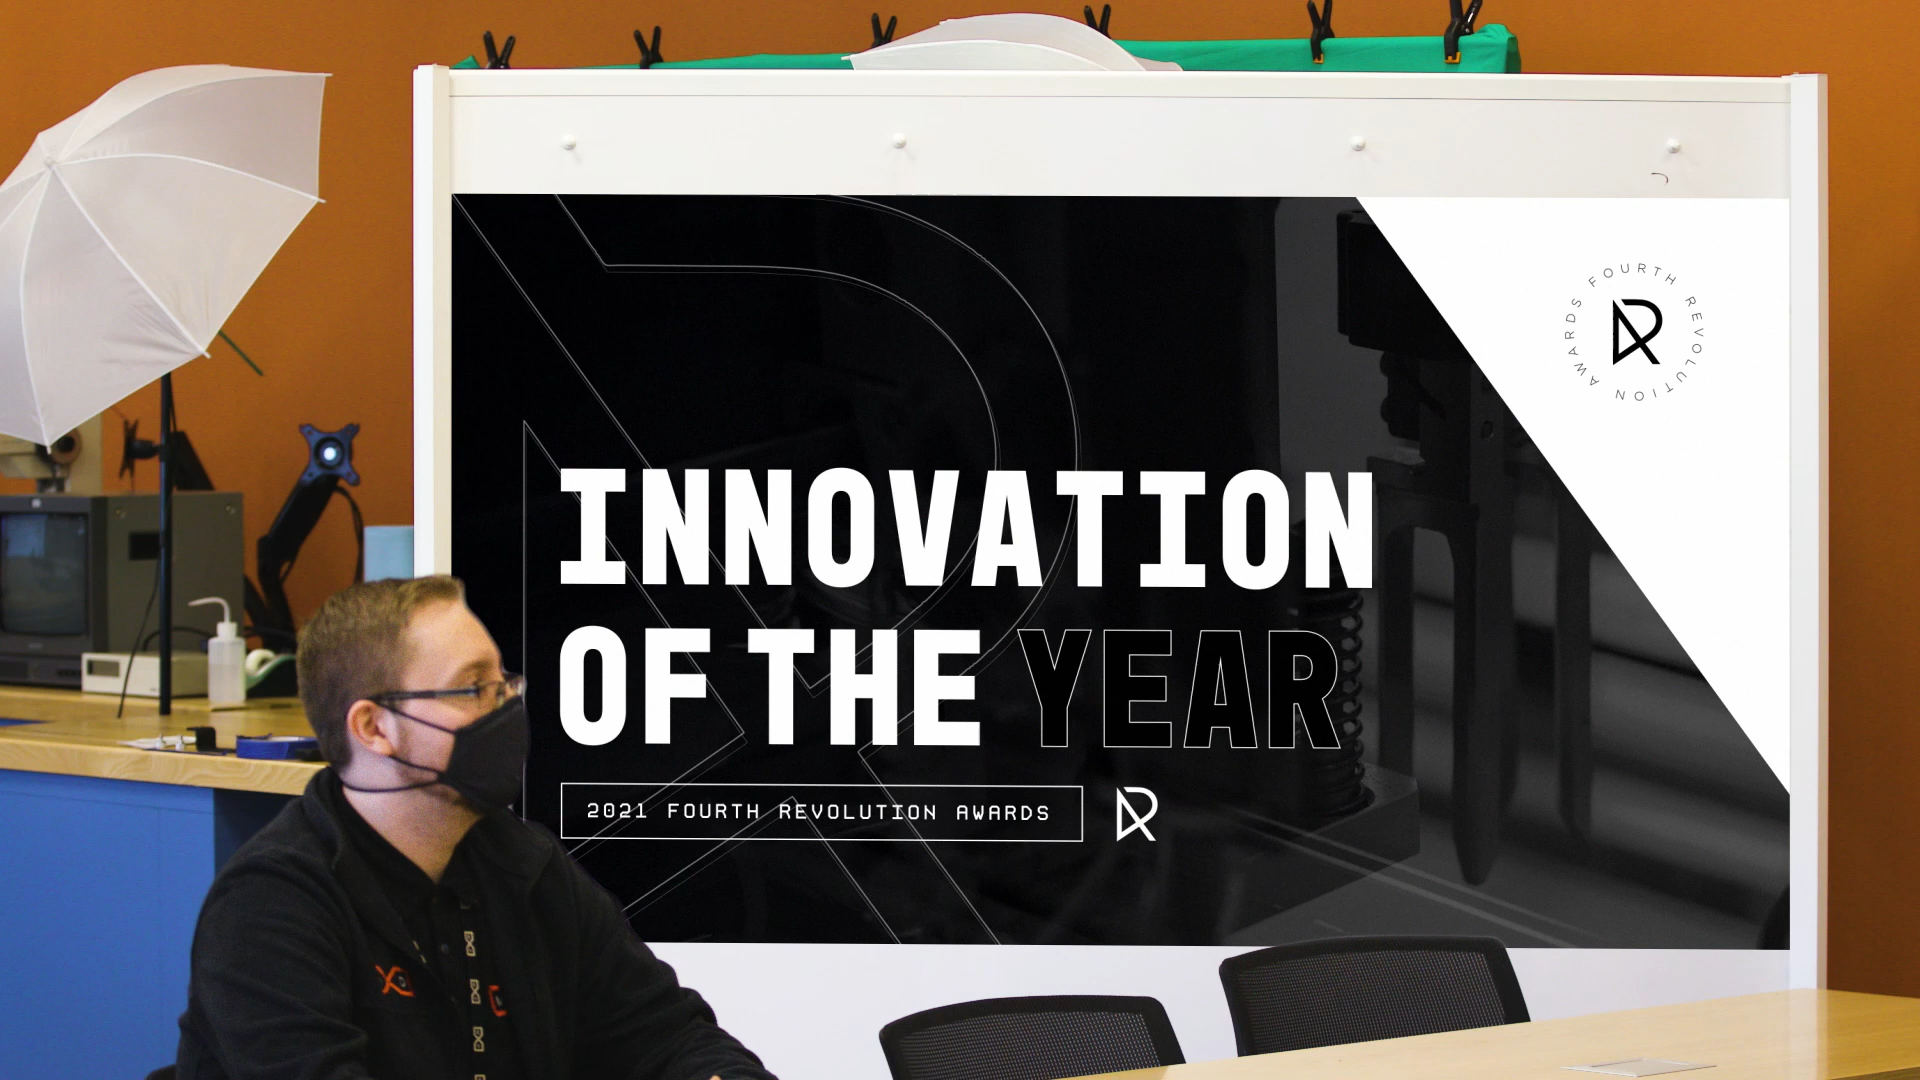 FOURTH REVOLUTION AWARDS
INNOVATION
OF THE YEAR
2021 FOURTH REVOLUTION AWARDS